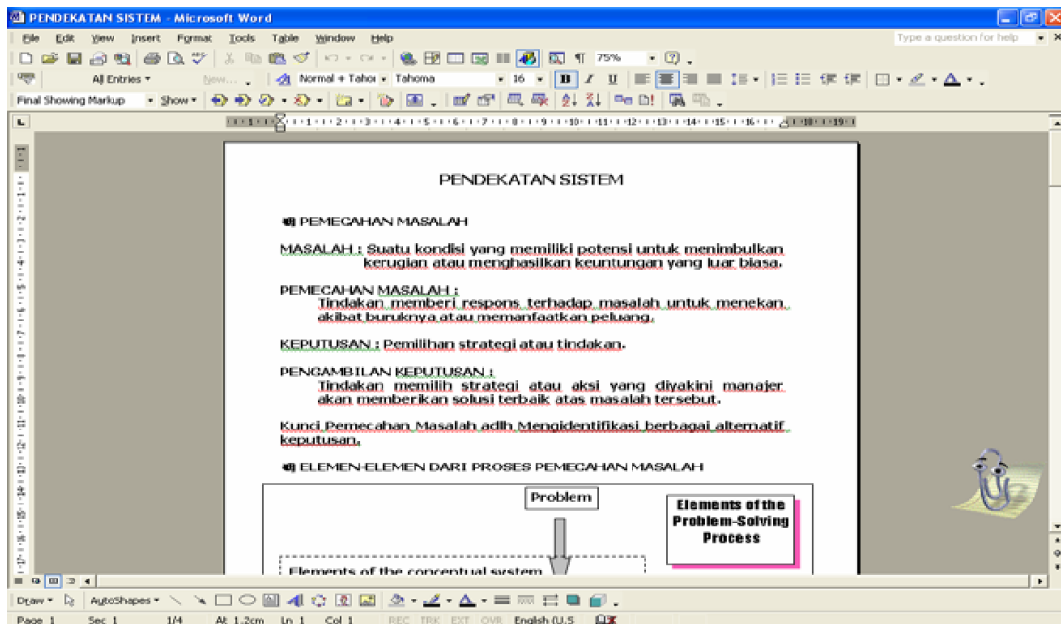 PENDEKATAN SISTEM - Microsoft Word
File Edit View Insert Format Tools Table Window Help
Type a question for help
75%
All Entries New... Normal + Tahor Tahoma 16 B I U
Final Showing Markup Show
PENDEKATAN SISTEM
PEMECAHAN MASALAH
MASALAH : Suatu kondisi yang memiliki potensi untuk menimbulkan
kerugian atau menghasilkan keuntungan yang luar biasa.
PEMECAHAN MASALAH :
Tindakan memberi respons terhadap masalah untuk menekan
akibat buruknya atau memanfaatkan peluang.
KEPUTUSAN : Pemilihan strategi atau tindakan.
PENGAMBILAN KEPUTUSAN :
Tindakan memilih strategi atau aksi yang diyakini manajer
akan memberikan solusi terbaik atas masalah tersebut.
Kunci Pemecahan Masalah adlh Mengidentifikasi berbagai alternatif
keputusan.
ELEMEN-ELEMEN DARI PROSES PEMECAHAN MASALAH
Problem
Elements of the
Problem-Solving
Process
Elements of the conceptual system
Draw AutoShapes
Page 1 Sec 1 1/4 At 1.2cm Ln 1 Col 1 REC TRK EXT OVR English (U.S